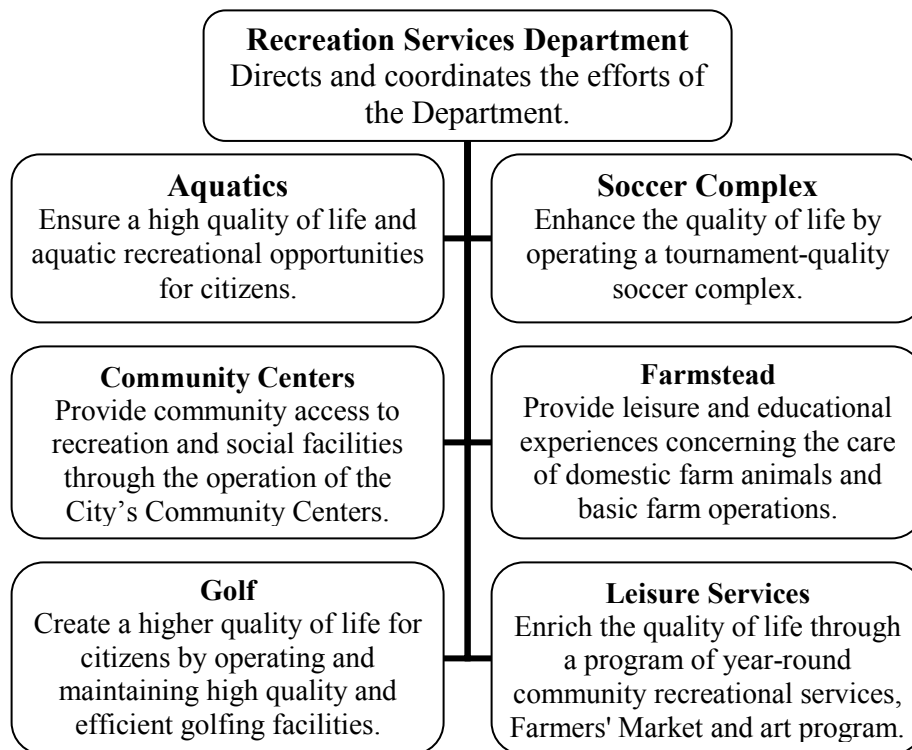 Recreation Services Department
Directs and coordinates the efforts of
the Department.
Aquatics
Ensure a high quality of life and
aquatic recreational opportunities
for citizens.
Soccer Complex
Enhance the quality of life by
operating a tournament-quality
soccer complex.
Community Centers
Provide community access to
recreation and social facilities
through the operation of the
City’s Community Centers.
Farmstead
Provide leisure and educational
experiences concerning the care
of domestic farm animals and
basic farm operations.
Golf
Create a higher quality of life for
citizens by operating and
maintaining high quality and
efficient golfing facilities.
Leisure Services
Enrich the quality of life through
a program of year-round
community recreational services,
Farmers' Market and art program.